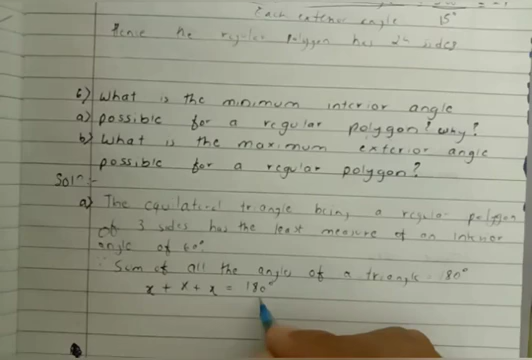 Each exterior angle 15°
Hence the regular polygon has 24 sides
6) What is the minimum interior angle
a) possible for a regular polygon? why?
b) What is the maximum exterior angle
possible for a regular polygon?
Soln:-
a) The equilateral triangle being a regular polygon
of 3 sides has the least measure of an interior
angle of 60°
∴ Sum of all the angles of a triangle = 180°
x + x + x = 180°